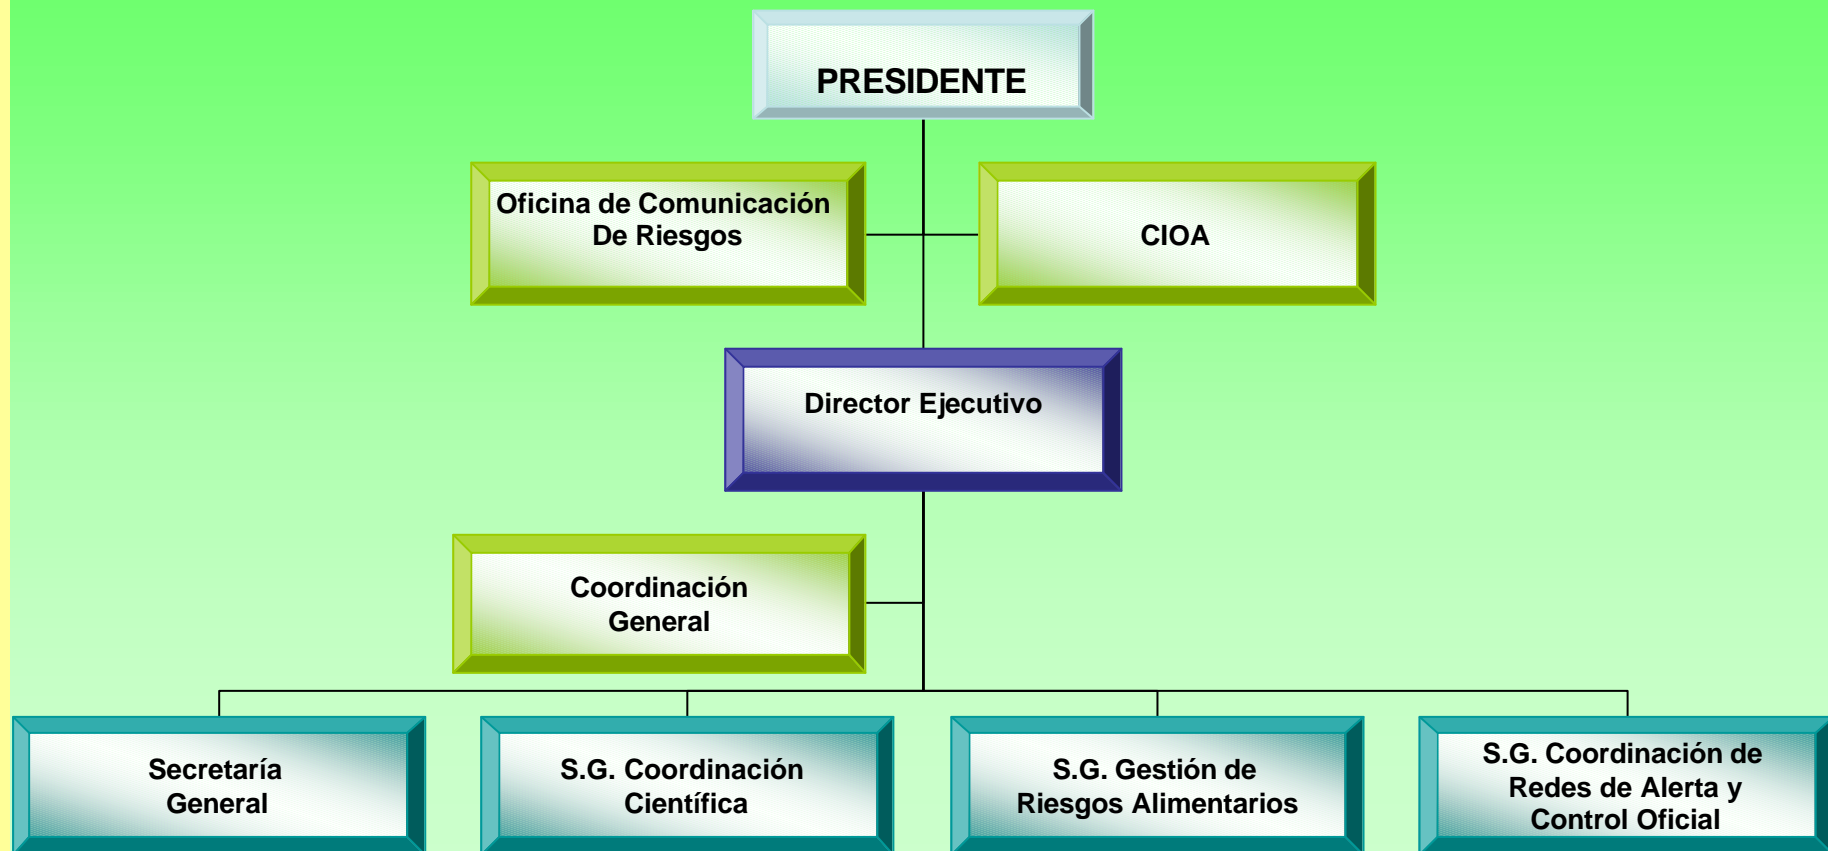 PRESIDENTE
Oficina de Comunicación
De Riesgos
CIOA
Director Ejecutivo
Coordinación
General
Secretaría
General
S.G. Coordinación
Científica
S.G. Gestión de
Riesgos Alimentarios
S.G. Coordinación de
Redes de Alerta y
Control Oficial